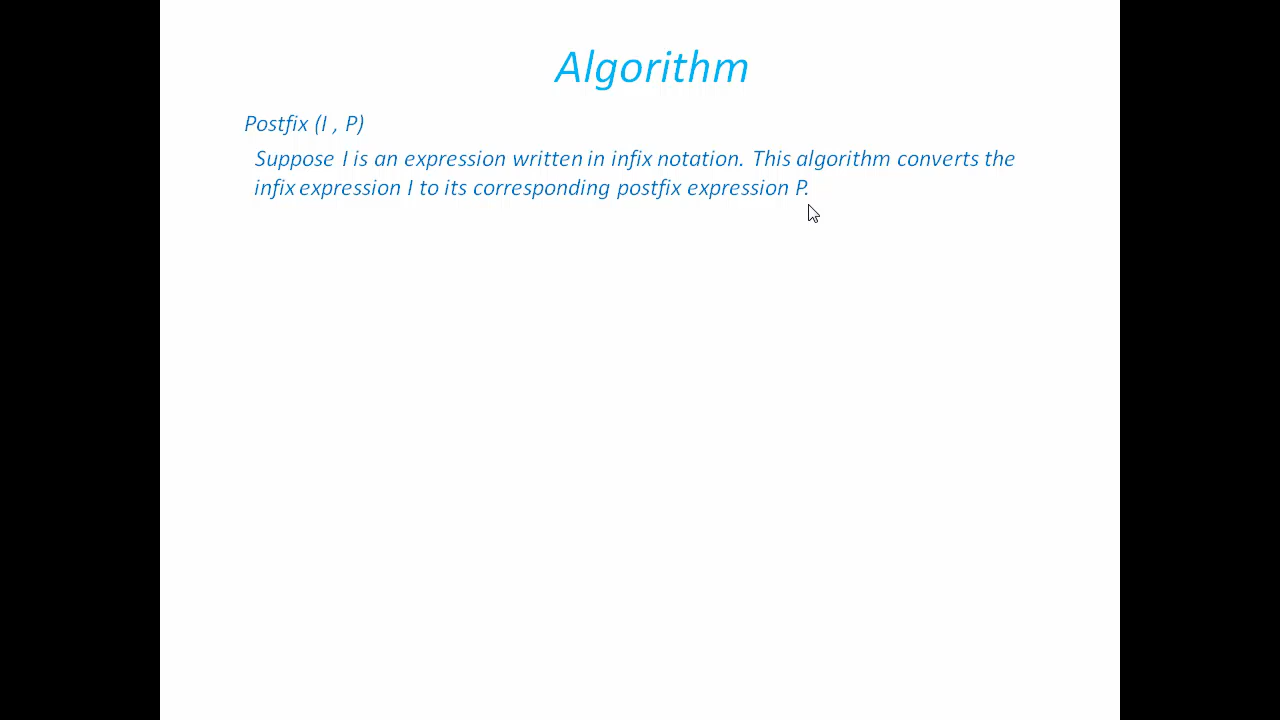 Algorithm
Postfix (I , P)
Suppose I is an expression written in infix notation. This algorithm converts the
infix expression I to its corresponding postfix expression P.